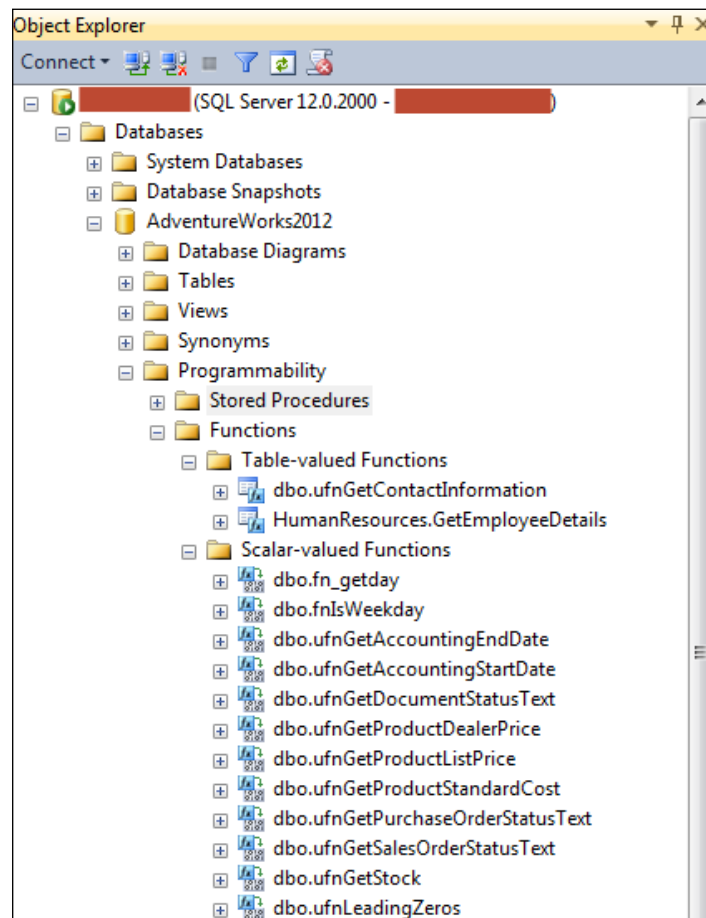 Object Explorer
Connect
(SQL Server 12.0.2000 - )
Databases
System Databases
Database Snapshots
AdventureWorks2012
Database Diagrams
Tables
Views
Synonyms
Programmability
Stored Procedures
Functions
Table-valued Functions
dbo.ufnGetContactInformation
HumanResources.GetEmployeeDetails
Scalar-valued Functions
dbo.fn_getday
dbo.fnIsWeekday
dbo.ufnGetAccountingEndDate
dbo.ufnGetAccountingStartDate
dbo.ufnGetDocumentStatusText
dbo.ufnGetProductDealerPrice
dbo.ufnGetProductListPrice
dbo.ufnGetProductStandardCost
dbo.ufnGetPurchaseOrderStatusText
dbo.ufnGetSalesOrderStatusText
dbo.ufnGetStock
dbo.ufnLeadingZeros